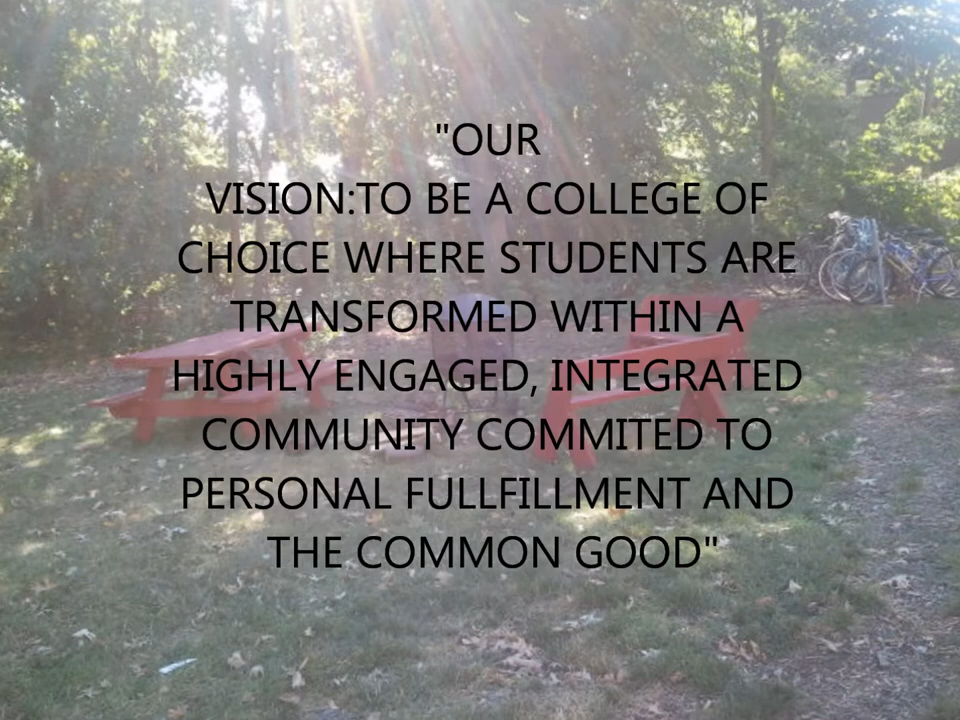 "OUR
VISION:TO BE A COLLEGE OF
CHOICE WHERE STUDENTS ARE
TRANSFORMED WITHIN A
HIGHLY ENGAGED, INTEGRATED
COMMUNITY COMMITED TO
PERSONAL FULLFILLMENT AND
THE COMMON GOOD"